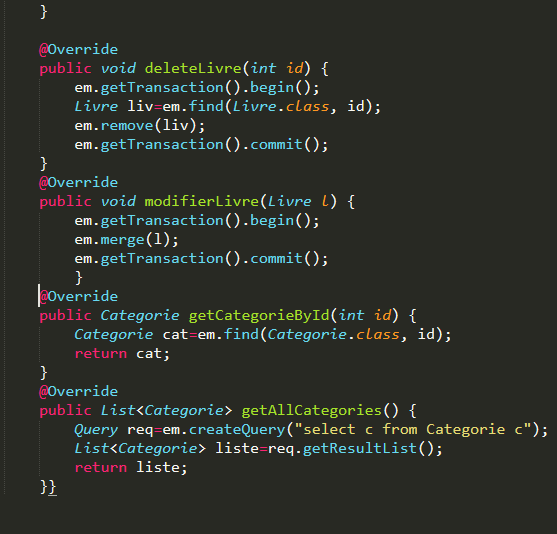 }
@Override
public void deleteLivre(int id) {
em.getTransaction().begin();
Livre liv=em.find(Livre.class, id);
em.remove(liv);
em.getTransaction().commit();
}
@Override
public void modifierLivre(Livre l) {
em.getTransaction().begin();
em.merge(l);
em.getTransaction().commit();
}
@Override
public Categorie getCategorieById(int id) {
Categorie cat=em.find(Categorie.class, id);
return cat;
}
@Override
public List<Categorie> getAllCategories() {
Query req=em.createQuery("select c from Categorie c");
List<Categorie> liste=req.getResultList();
return liste;
}}